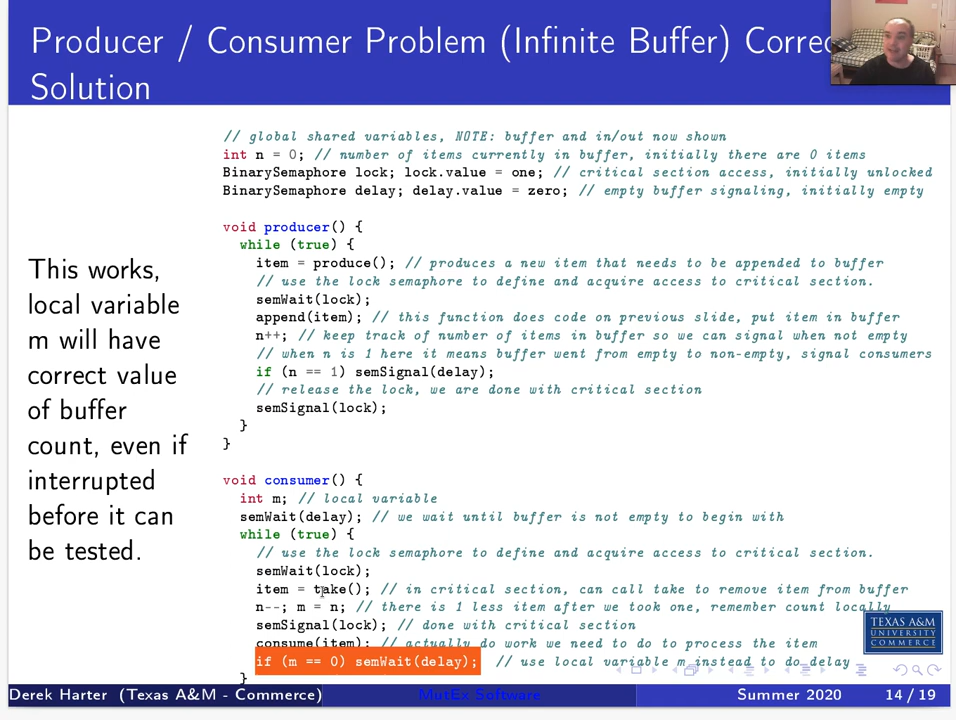 Producer / Consumer Problem (Infinite Buffer) Correc
Solution
// global shared variables, NOTE: buffer and in/out now shown
int n = 0; // number of items currently in buffer, initially there are 0 items
BinarySemaphore lock; lock.value = one; // critical section access, initially unlocked
BinarySemaphore delay; delay.value = zero; // empty buffer signaling, initially empty
void producer() {
while (true) {
item = produce(); // produces a new item that needs to be appended to buffer
// use the lock semaphore to define and acquire access to critical section.
semWait(lock);
append(item); // this function does code on previous slide, put item in buffer
n++; // keep track of number of items in buffer so we can signal when not empty
// when n is 1 here it means buffer went from empty to non-empty, signal consumers
if (n == 1) semSignal(delay);
// release the lock, we are done with critical section
semSignal(lock);
}
}
This works,
local variable
m will have
correct value
of buffer
count, even if
interrupted
before it can
be tested.
void consumer() {
int m; // local variable
semWait(delay); // we wait until buffer is not empty to begin with
while (true) {
// use the lock semaphore to define and acquire access to critical section.
semWait(lock);
item = take(); // in critical section, can call take to remove item from buffer
n--; m = n; // there is 1 less item after we took one, remember count locally
semSignal(lock); // done with critical section
consume(item); // actually do work we need to do to process the item
if (m == 0) semWait(delay); // use local variable m instead to do delay
}
TEXAS A&M
UNIVERSITY
COMMERCE
Derek Harter (Texas A&M - Commerce) MutEx Software Summer 2020 14 / 19